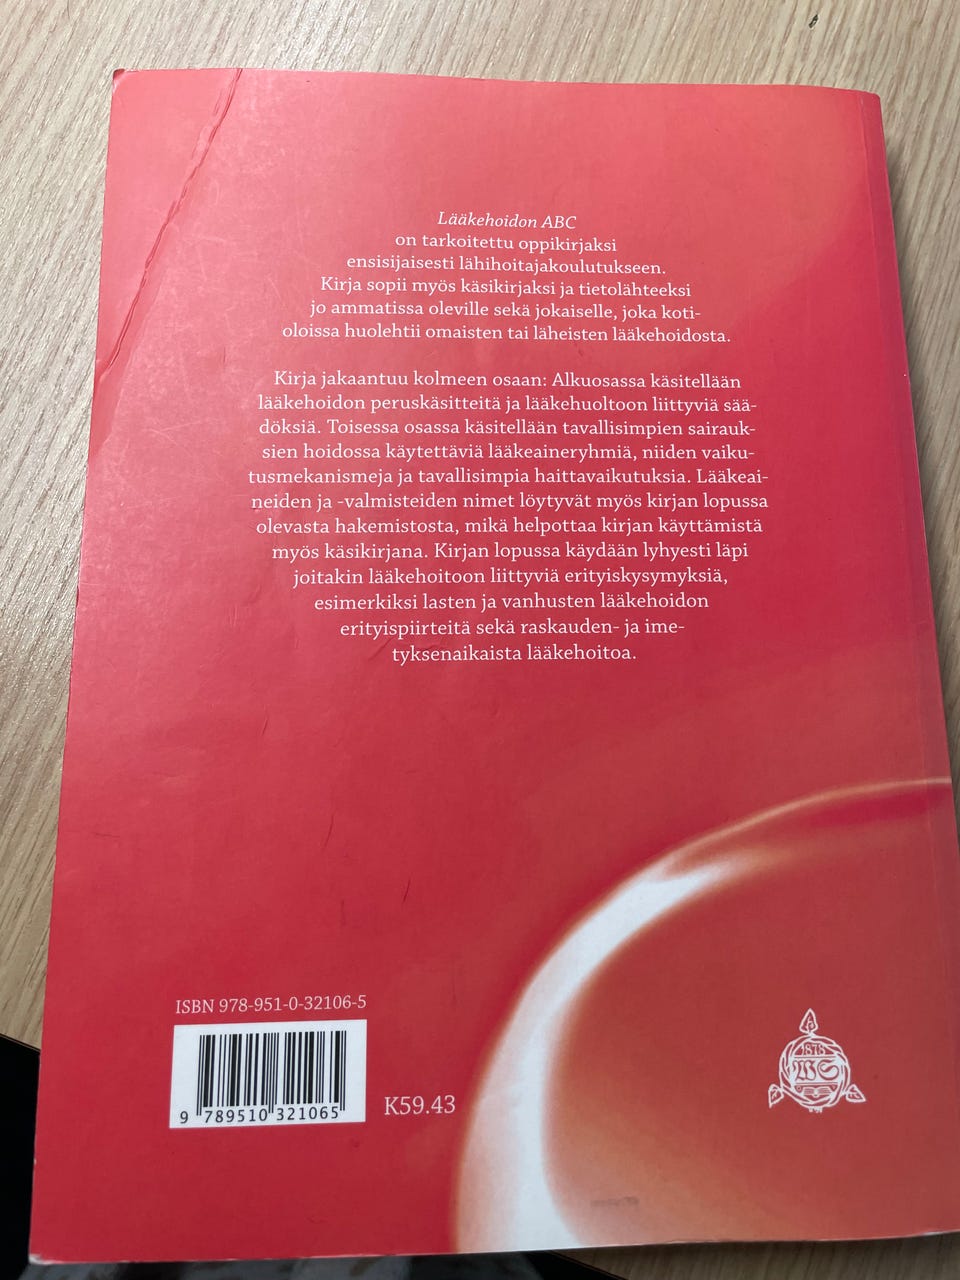 Lääkehoidon ABC
on tarkoitettu oppikirjaksi
ensisijaisesti lähihoitajakoulutukseen.
Kirja sopii myös käsikirjaksi ja tietolähteeksi
jo ammatissa oleville sekä jokaiselle, joka koti-
oloissa huolehtii omaisten tai läheisten lääkehoidosta.
Kirja jakaantuu kolmeen osaan: Alkuosassa käsitellään
lääkehoidon peruskäsitteitä ja lääkehuoltoon liittyviä sää-
döksiä. Toisessa osassa käsitellään tavallisimpien sairauk-
sien hoidossa käytettäviä lääkeaineryhmiä, niiden vaiku-
tusmekanismeja ja tavallisimpia haittavaikutuksia. Lääkeai-
neiden ja -valmisteiden nimet löytyvät myös kirjan lopussa
olevasta hakemistosta, mikä helpottaa kirjan käyttämistä
myös käsikirjana. Kirjan lopussa käydään lyhyesti läpi
joitakin lääkehoitoon liittyviä erityiskysymyksiä,
esimerkiksi lasten ja vanhusten lääkehoidon
erityispiirteitä sekä raskauden- ja ime-
tyksenaikaista lääkehoitoa.
ISBN 978-951-0-32106-5
9 789510 321065
K59.43
1878
WS